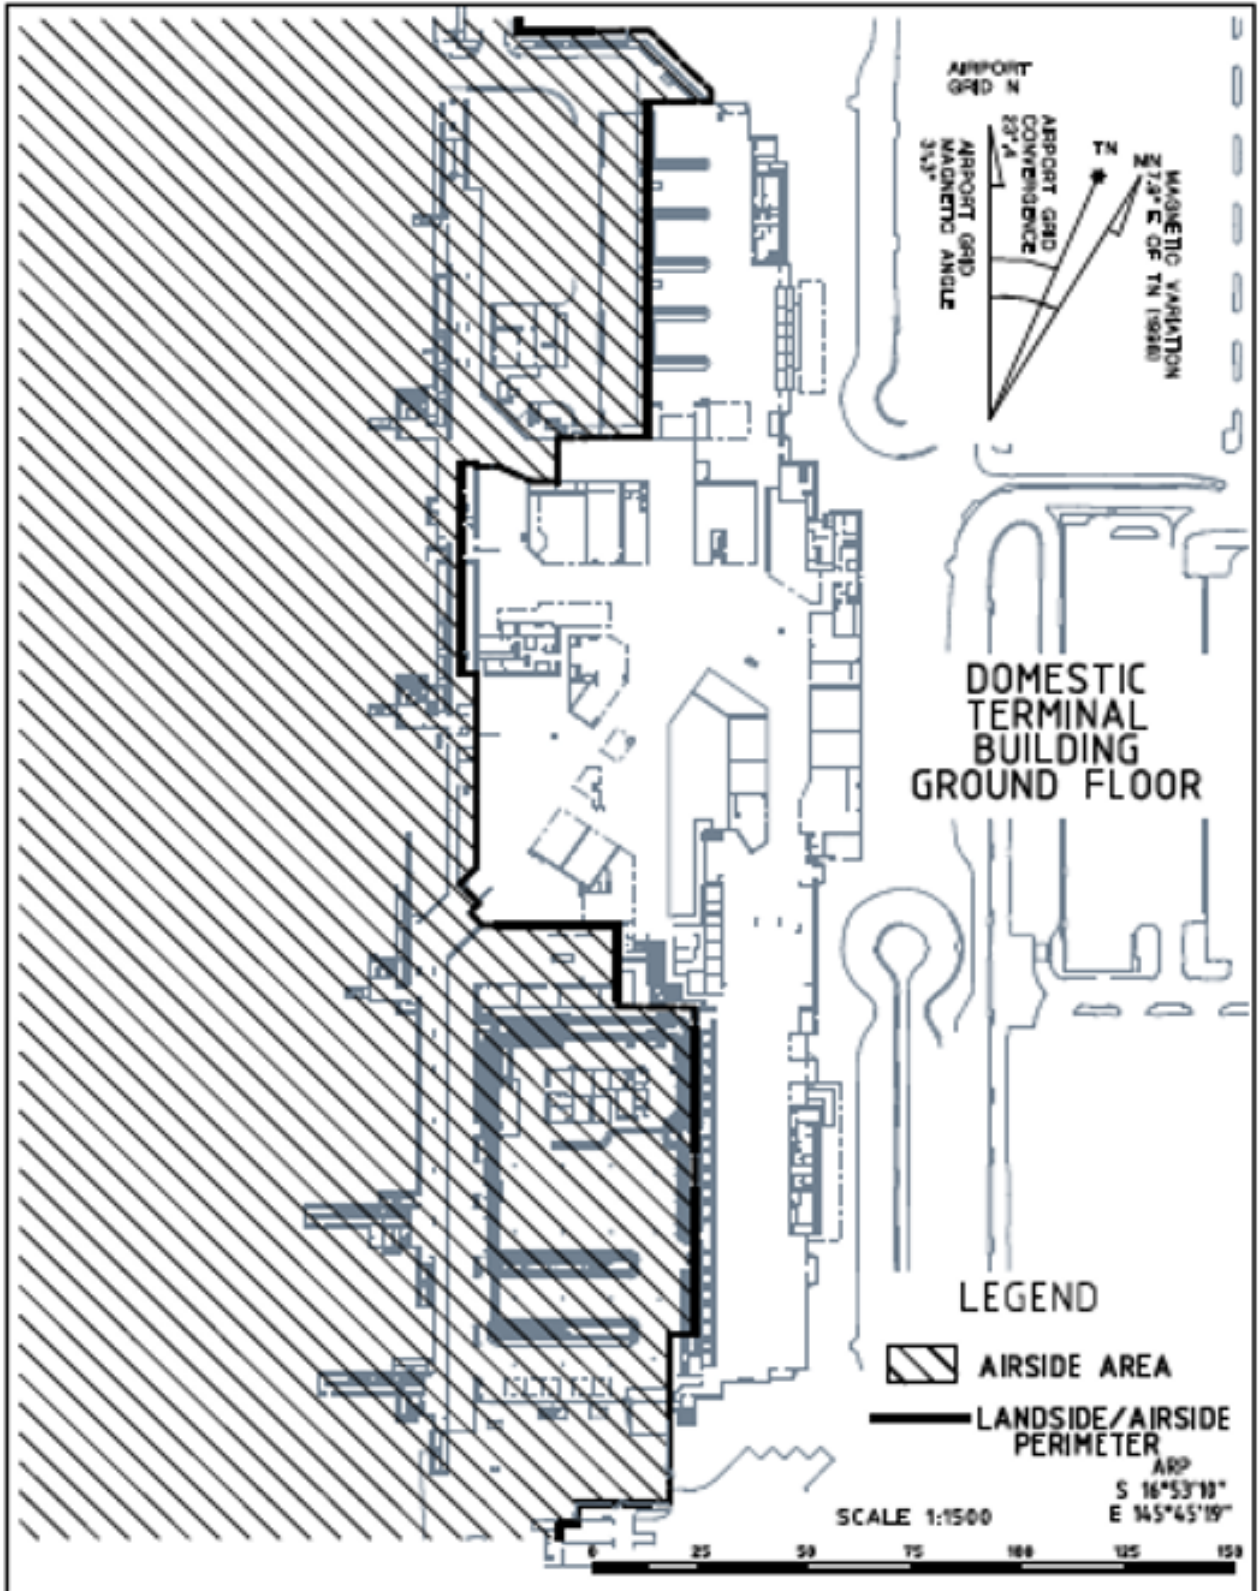 AIRPORT
GRID N
TN
MN
AIRPORT GRID
CONVERGENCE
AIRPORT GRID
MAGNETIC ANGLE
MAGNETIC VARIATION
OF TN
DOMESTIC
TERMINAL
BUILDING
GROUND FLOOR
LEGEND
AIRSIDE AREA
LANDSIDE/AIRSIDE
PERIMETER
ARP
S 16°53'10"
E 145°45'19"
SCALE 1:1500
0 25 50 75 100 125 150